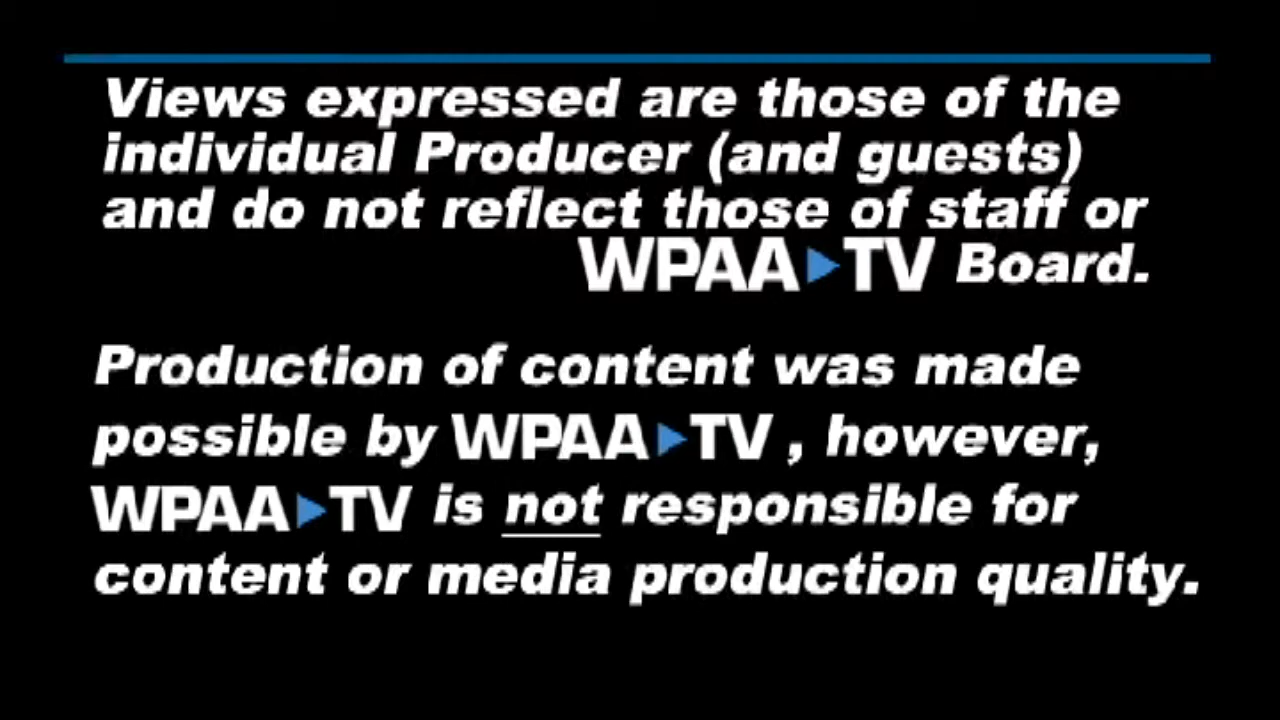 Views expressed are those of the
individual Producer (and guests)
and do not reflect those of staff or
WPAA TV Board.
Production of content was made
possible by WPAA TV , however,
WPAA TV is not responsible for
content or media production quality.